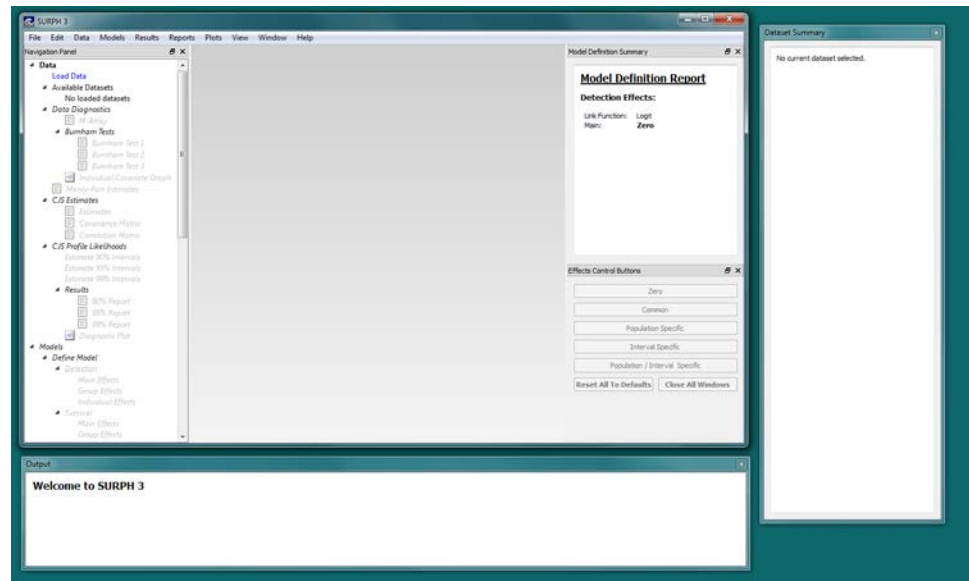 SURPH 3
File Edit Data Models Results Reports Plots View Window Help
Navigation Panel
Data
Load Data
Available Datasets
No loaded datasets
Data Diagnostics
M-Array
Burnham Tests
Burnham Test 1
Burnham Test 2
Burnham Test 3
Individual Covariate Graph
Manly-Parr Estimates
CJS Estimates
Estimates
Covariance Matrix
Correlation Matrix
CJS Profile Likelihoods
Estimate 90% Intervals
Estimate 95% Intervals
Estimate 99% Intervals
Results
90% Report
95% Report
99% Report
Diagnostic Plot
Models
Define Model
Detection
Main Effects
Group Effects
Individual Effects
Survival
Main Effects
Group Effects
Model Definition Summary
Model Definition Report
Detection Effects:
Link Function: Logit
Main: Zero
Effects Control Buttons
Zero
Common
Population Specific
Interval Specific
Population / Interval Specific
Reset All To Defaults Close All Windows
Dataset Summary
No current dataset selected.
Output
Welcome to SURPH 3